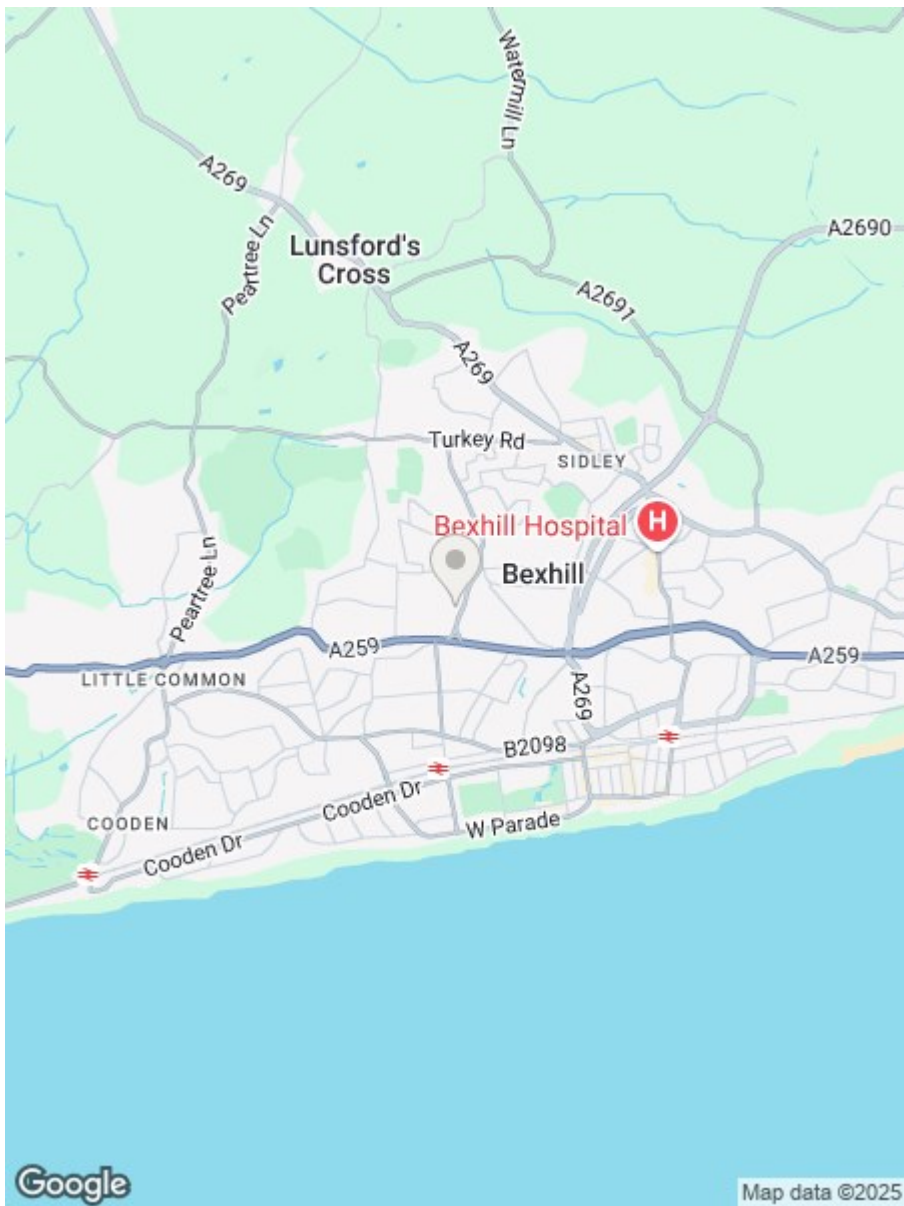 Watermill Ln
A269
A2690
Peartree Ln
Lunsford's
Cross
A2691
A269
Turkey Rd
SIDLEY
Bexhill Hospital
H
Bexhill
Peartree Ln
A259
A259
LITTLE COMMON
A269
B2098
Cooden Dr
W Parade
COODEN
Cooden Dr
Google
Map data ©2025